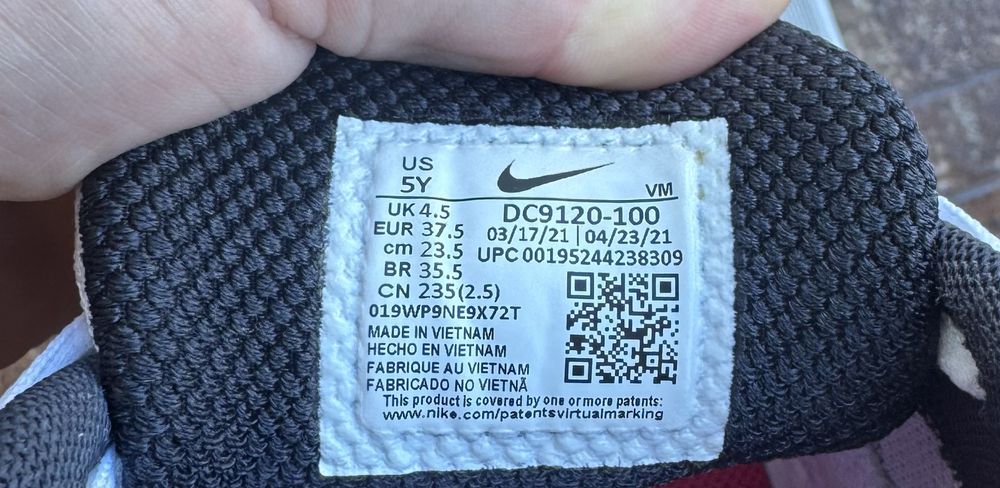 US
5Y
VM
UK 4.5
EUR 37.5
cm 23.5
BR 35.5
CN 235(2.5)
DC9120-100
03/17/21 | 04/23/21
UPC 00195244238309
019WP9NE9X72T
MADE IN VIETNAM
HECHO EN VIETNAM
FABRIQUE AU VIETNAM
FABRICADO NO VIETNÃ
This product is covered by one or more patents:
www.nike.com/patentsvirtualmarking